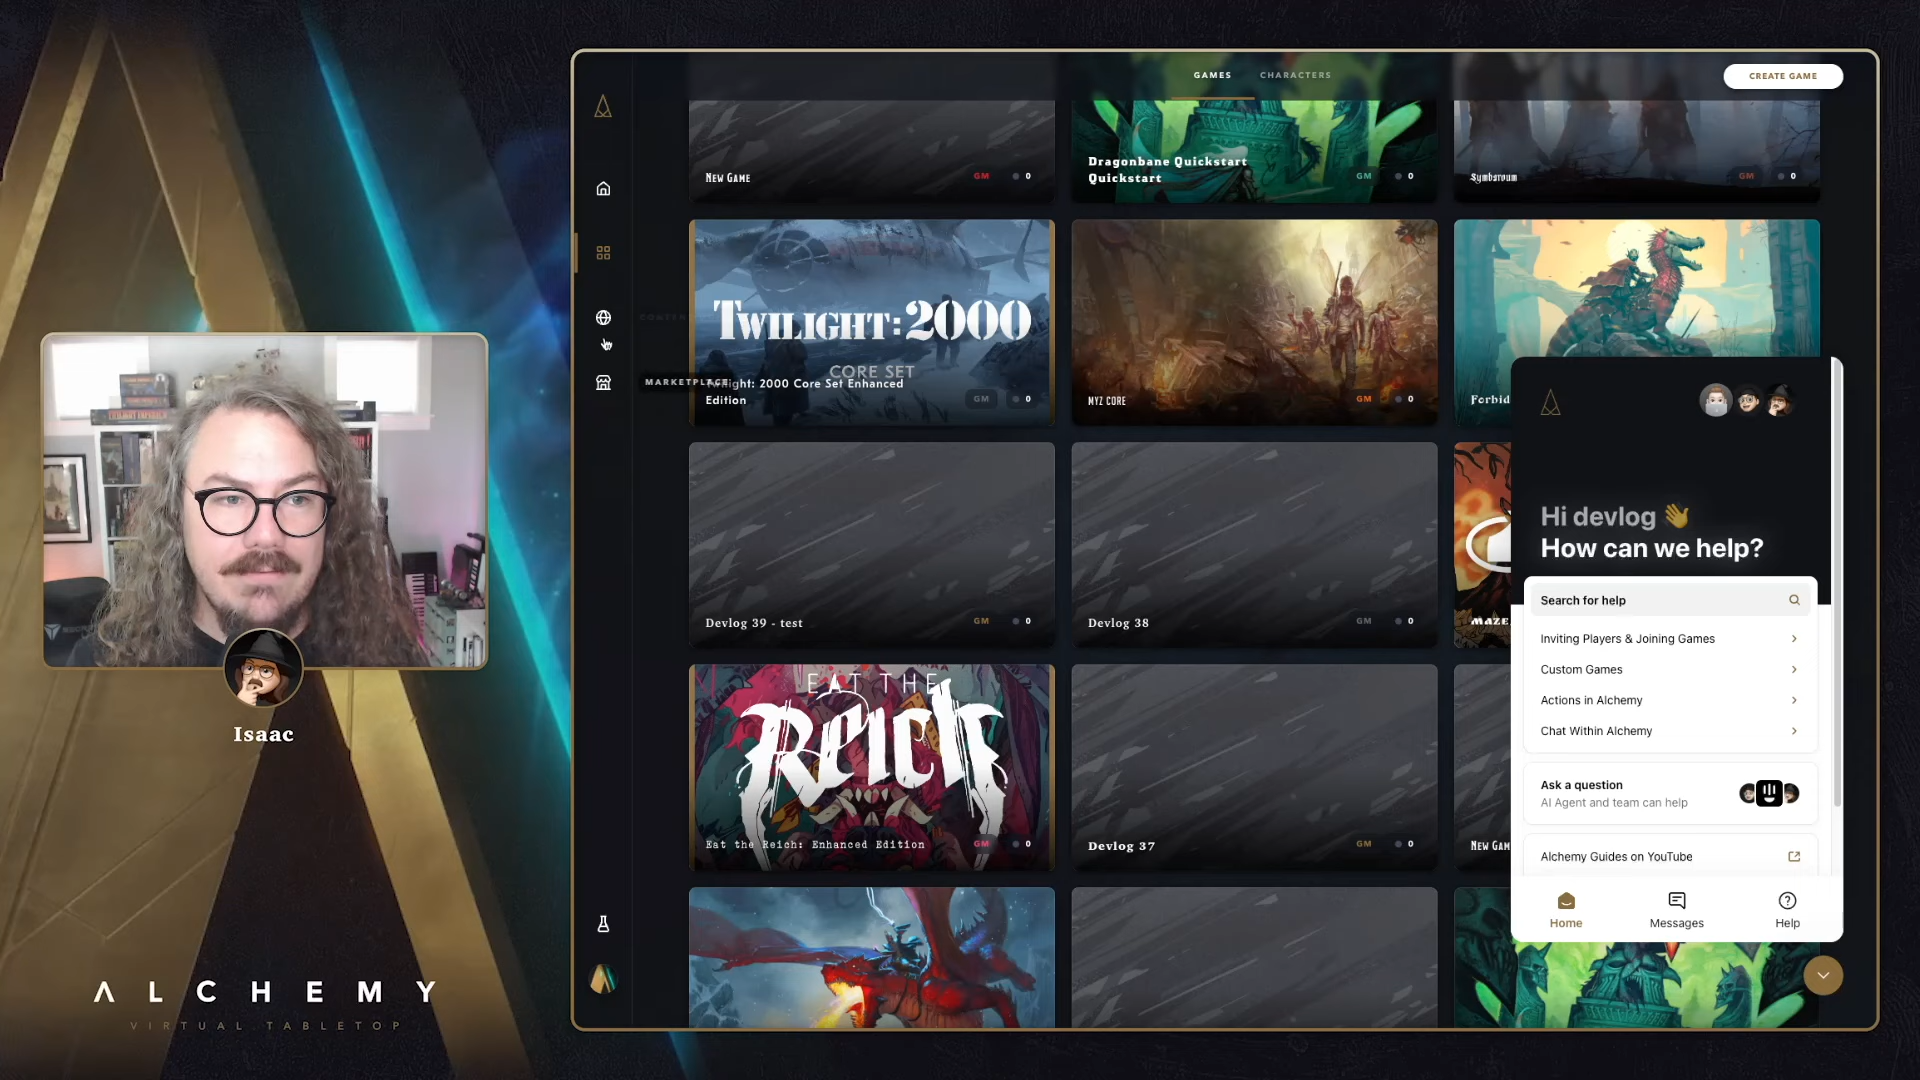 GAMES
CHARACTERS
CREATE GAME
NEW GAME
GM
0
Dragonbane Quickstart
Quickstart
GM
0
Symbaroum
GM
0
TWILIGHT:2000
CORE SET
MARKETPLACE
Twilight: 2000 Core Set Enhanced
Edition
GM
0
MYZ CORE
GM
0
Forbid
Devlog 39 - test
GM
0
Devlog 38
GM
0
MAZE
EAT THE
REICH
Eat the Reich: Enhanced Edition
GM
0
Devlog 37
GM
0
NEW GAM
Hi devlog 👋
How can we help?
Search for help
Inviting Players & Joining Games
Custom Games
Actions in Alchemy
Chat Within Alchemy
Ask a question
AI Agent and team can help
Alchemy Guides on YouTube
Home
Messages
Help
Isaac
ALCHEMY
VIRTUAL TABLETOP